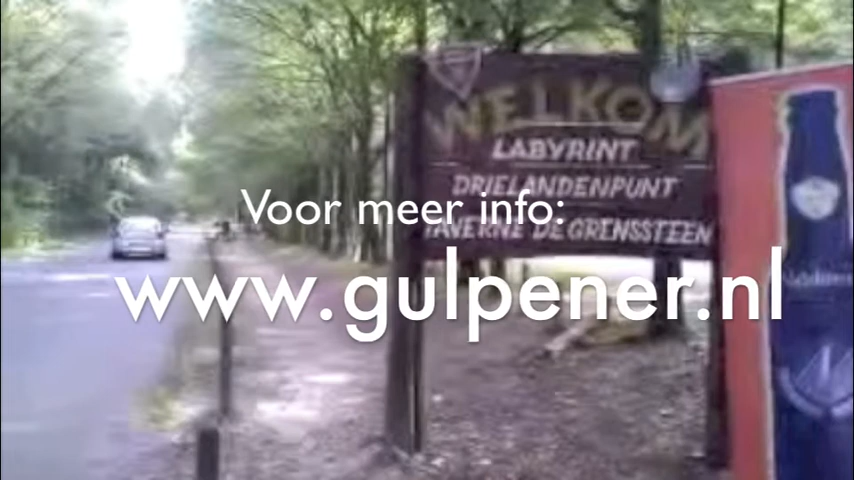 WELKOM
LABYRINT
DRIELANDENPUNT
Voor meer info:
TAVERNE DE GRENSSTEEN
www.gulpener.nl